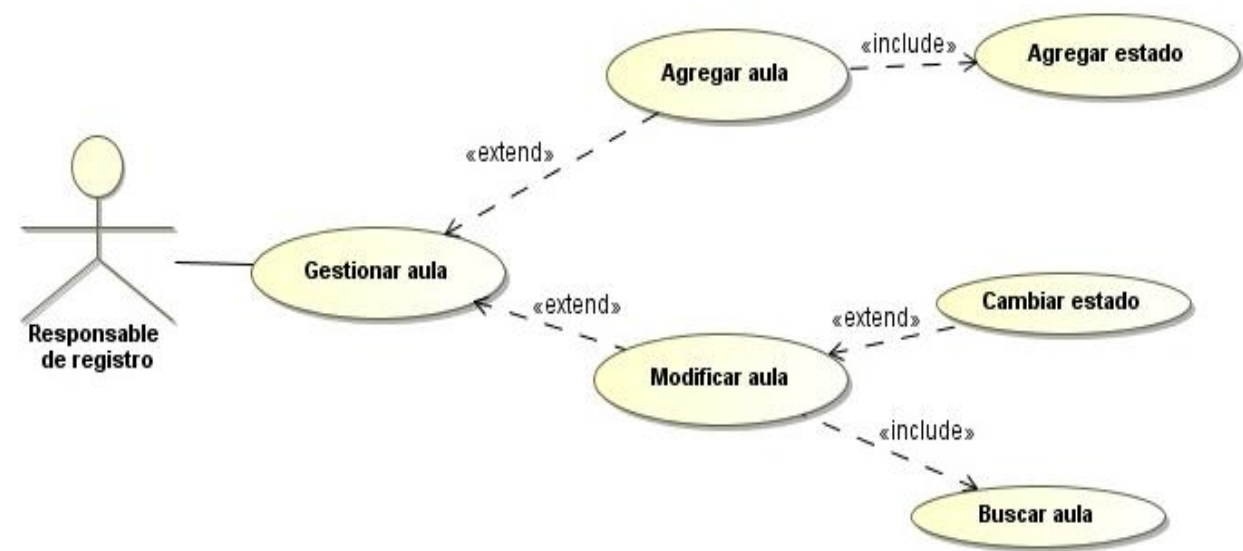 Agregar aula
«include»
Agregar estado
«extend»
Gestionar aula
Responsable
de registro
«extend»
Cambiar estado
«extend»
Modificar aula
«include»
Buscar aula